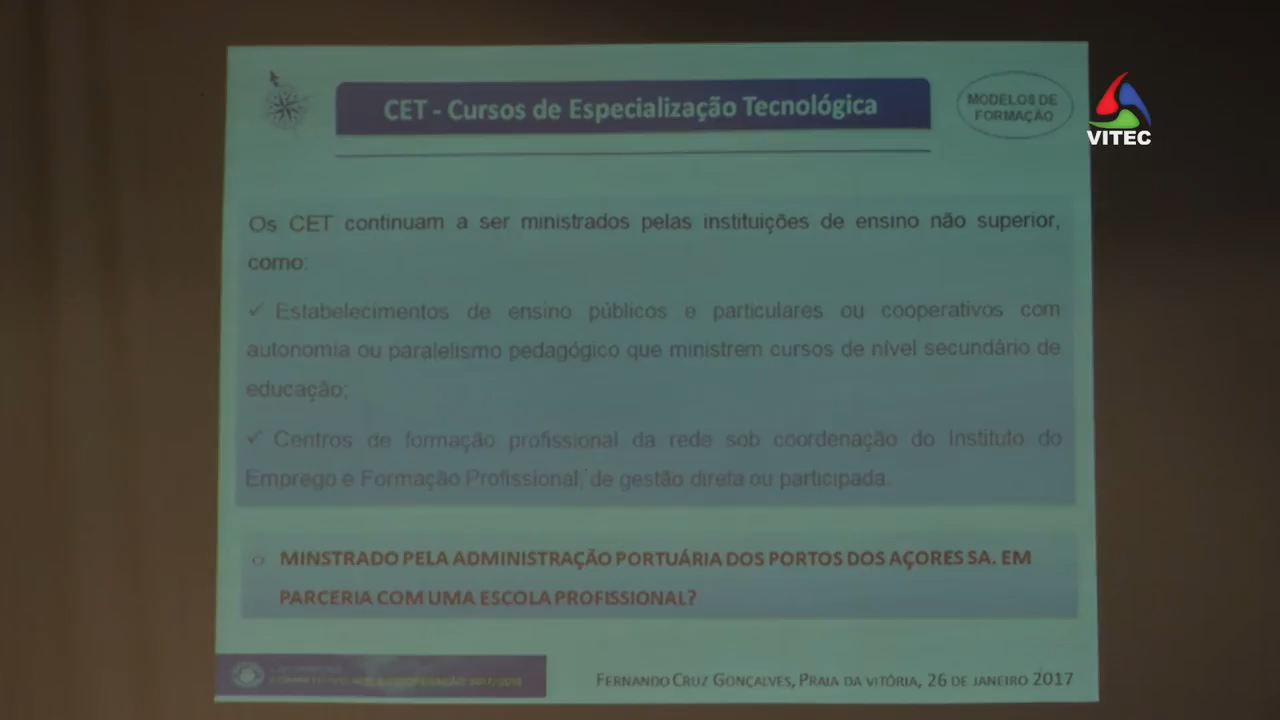 CET - Cursos de Especialização Tecnológica
MODELOS DE
FORMAÇÃO
VITEC
Os CET continuam a ser ministrados pelas instituições de ensino não superior,
como:
✓ Estabelecimentos de ensino públicos e particulares ou cooperativos com
autonomia ou paralelismo pedagógico que ministrem cursos de nível secundário de
educação;
✓ Centros de formação profissional da rede sob coordenação do Instituto do
Emprego e Formação Profissional, de gestão direta ou participada.
o MINSTRADO PELA ADMINISTRAÇÃO PORTUÁRIA DOS PORTOS DOS AÇORES SA. EM
PARCERIA COM UMA ESCOLA PROFISSIONAL?
2017/2018
FERNANDO CRUZ GONÇALVES, PRAIA DA VITÓRIA, 26 DE JANEIRO 2017